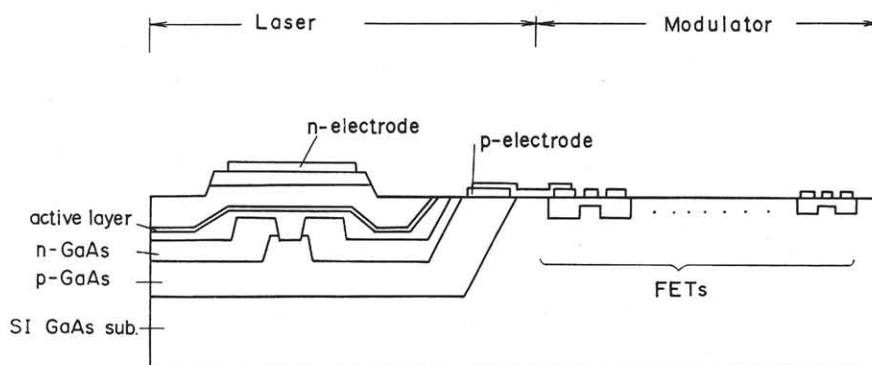 Laser
Modulator
n-electrode
p-electrode
active layer
n-GaAs
p-GaAs
SI GaAs sub.
FETs